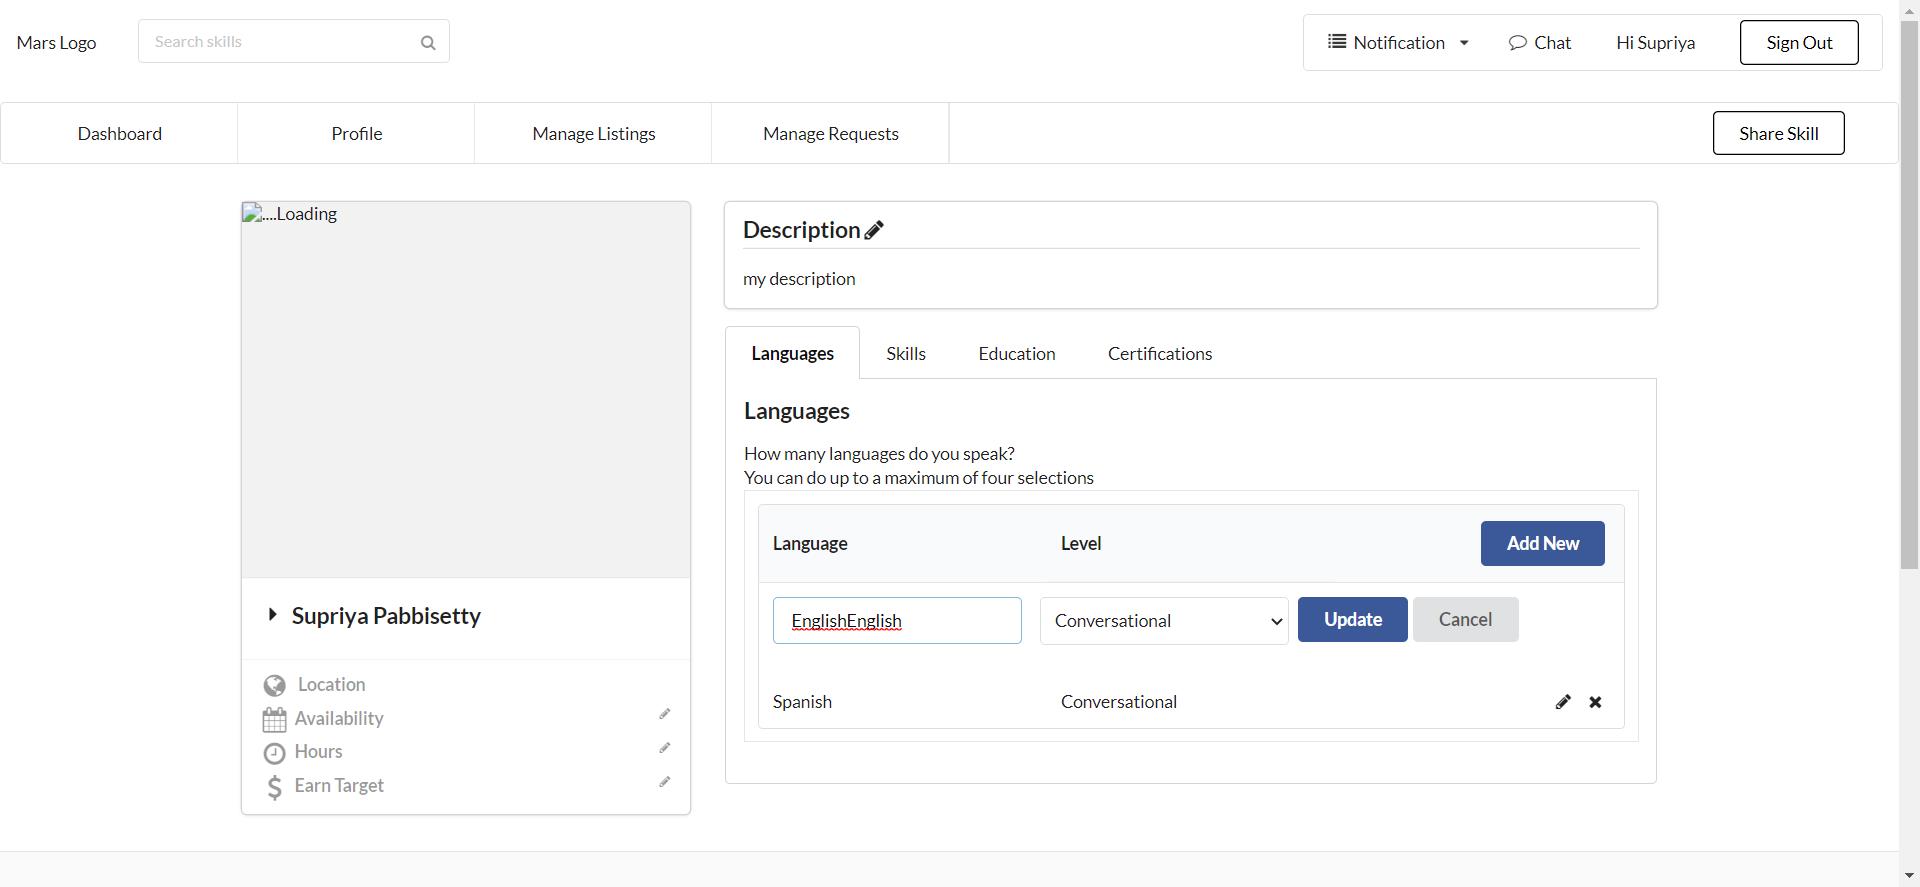 Mars Logo
Search skills
Notification
Chat
Hi Supriya
Sign Out
Dashboard
Profile
Manage Listings
Manage Requests
Share Skill
....Loading
Supriya Pabbisetty
Location
Availability
Hours
Earn Target
Description
my description
Languages
Skills
Education
Certifications
Languages
How many languages do you speak?
You can do up to a maximum of four selections
Language
Level
Add New
EnglishEnglish
Conversational
Update
Cancel
Spanish
Conversational